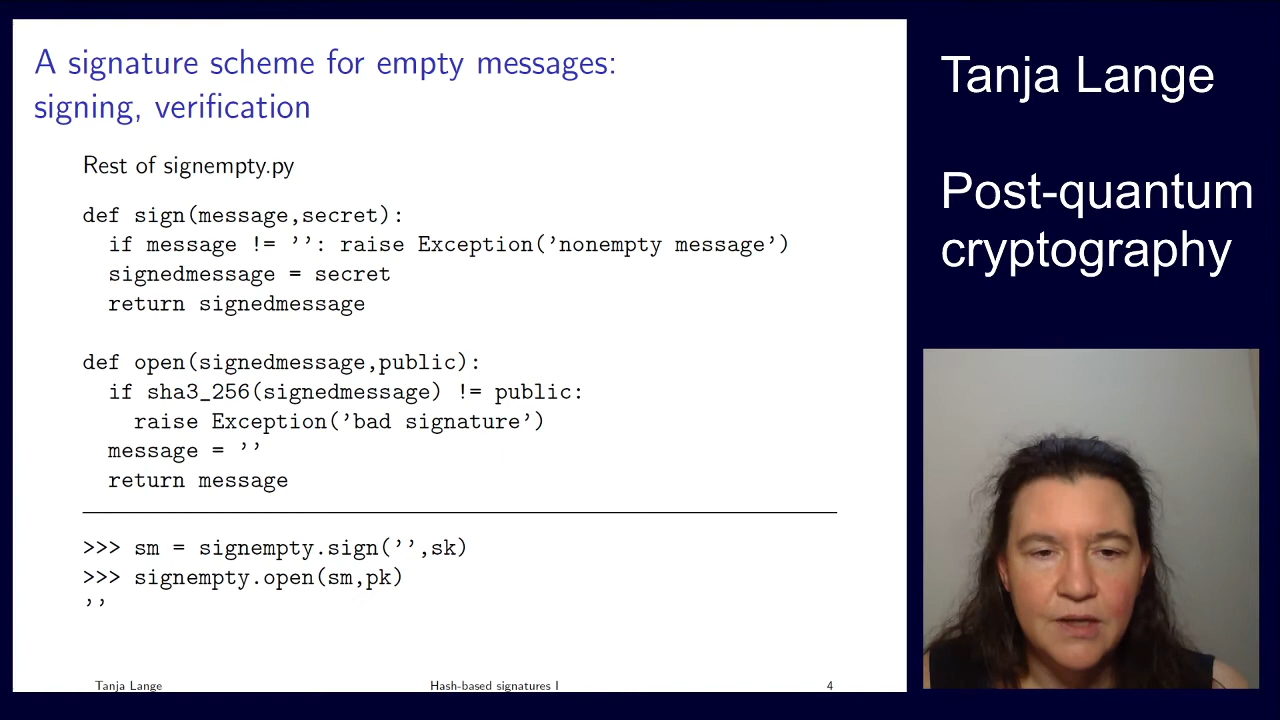 A signature scheme for empty messages:
signing, verification
Rest of signempty.py
def sign(message,secret):
  if message != ’’: raise Exception(’nonempty message’)
  signedmessage = secret
  return signedmessage
def open(signedmessage,public):
  if sha3_256(signedmessage) != public:
    raise Exception(’bad signature’)
  message = ’’
  return message
>>> sm = signempty.sign(’’,sk)
>>> signempty.open(sm,pk)
’’
Tanja Lange
Hash-based signatures I
4
Tanja Lange
Post-quantum
cryptography